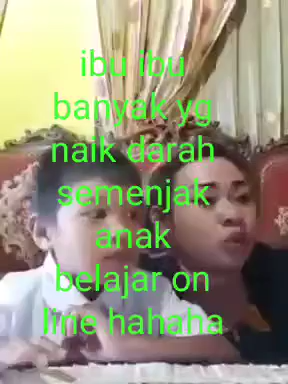 ibu ibu
banyak yg
naik darah
semenjak
anak
belajar on
line hahaha